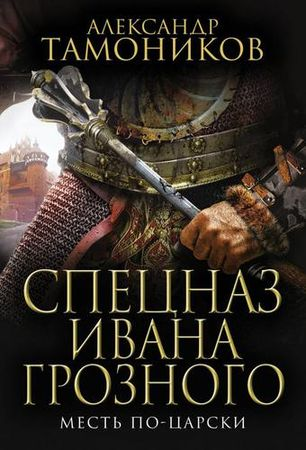 АЛЕКСАНДР
ТАМОНИКОВ
СПЕЦНАЗ
ИВАНА
ГРОЗНОГО
МЕСТЬ ПО-ЦАРСКИ